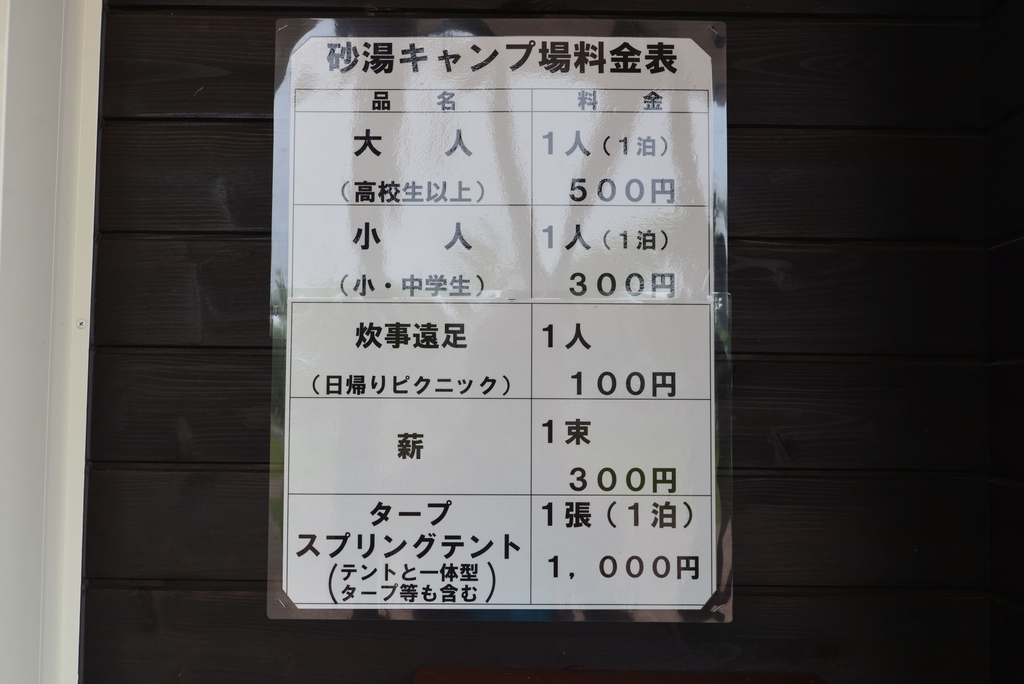 砂湯キャンプ場料金表
品 名 料 金
大 人 1人（1泊）
（高校生以上） 500円
小 人 1人（1泊）
（小・中学生） 300円
炊事遠足 1人
（日帰りピクニック） 100円
薪 1束
300円
タープ 1張（1泊）
スプリングテント
（テントと一体型 1，000円
タープ等も含む）